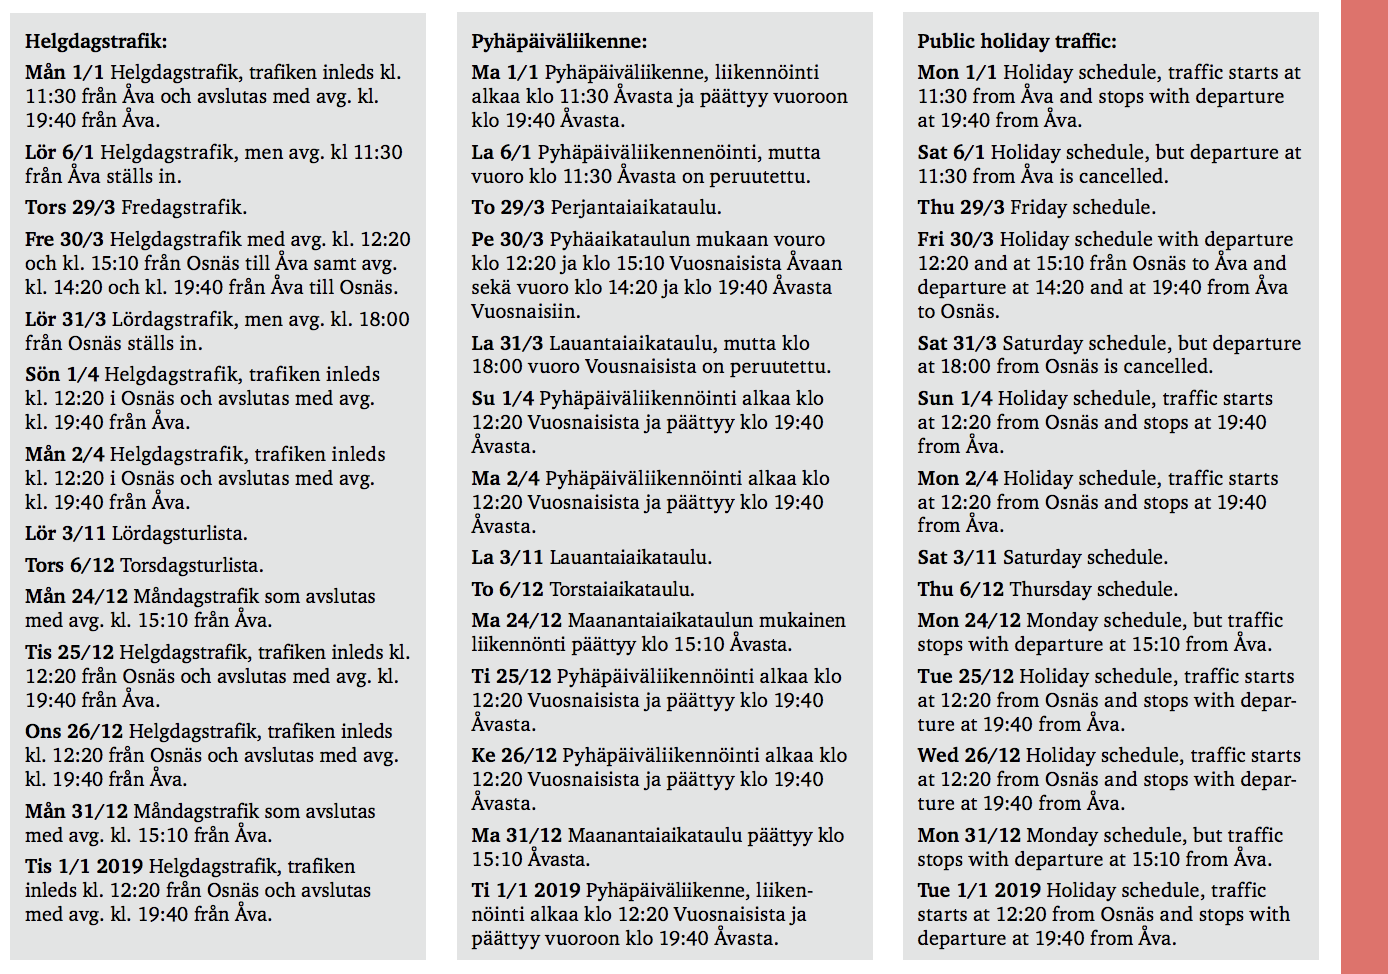 Helgdagstrafik:
Mån 1/1 Helgdagstrafik, trafiken inleds kl.
11:30 från Åva och avslutas med avg. kl.
19:40 från Åva.
Lör 6/1 Helgdagstrafik, men avg. kl 11:30
från Åva ställs in.
Tors 29/3 Fredagstrafik.
Fre 30/3 Helgdagstrafik med avg. kl. 12:20
och kl. 15:10 från Osnäs till Åva samt avg.
kl. 14:20 och kl. 19:40 från Åva till Osnäs.
Lör 31/3 Lördagstrafik, men avg. kl. 18:00
från Osnäs ställs in.
Sön 1/4 Helgdagstrafik, trafiken inleds
kl. 12:20 i Osnäs och avslutas med avg.
kl. 19:40 från Åva.
Mån 2/4 Helgdagstrafik, trafiken inleds
kl. 12:20 i Osnäs och avslutas med avg.
kl. 19:40 från Åva.
Lör 3/11 Lördagsturlista.
Tors 6/12 Torsdagsturlista.
Mån 24/12 Måndagstrafik som avslutas
med avg. kl. 15:10 från Åva.
Tis 25/12 Helgdagstrafik, trafiken inleds kl.
12:20 från Osnäs och avslutas med avg. kl.
19:40 från Åva.
Ons 26/12 Helgdagstrafik, trafiken inleds
kl. 12:20 från Osnäs och avslutas med avg.
kl. 19:40 från Åva.
Mån 31/12 Måndagstrafik som avslutas
med avg. kl. 15:10 från Åva.
Tis 1/1 2019 Helgdagstrafik, trafiken
inleds kl. 12:20 från Osnäs och avslutas
med avg. kl. 19:40 från Åva.
Pyhäpäiväliikenne:
Ma 1/1 Pyhäpäiväliikenne, liikennöinti
alkaa klo 11:30 Åvasta ja päättyy vuoroon
klo 19:40 Åvasta.
La 6/1 Pyhäpäiväliikennenöinti, mutta
vuoro klo 11:30 Åvasta on peruutettu.
To 29/3 Perjantaiaikataulu.
Pe 30/3 Pyhäaikataulun mukaan vouro
klo 12:20 ja klo 15:10 Vuosnaisista Åvaan
sekä vuoro klo 14:20 ja klo 19:40 Åvasta
Vuosnaisiin.
La 31/3 Lauantaiaikataulu, mutta klo
18:00 vuoro Vousnaisista on peruutettu.
Su 1/4 Pyhäpäiväliikennöinti alkaa klo
12:20 Vuosnaisista ja päättyy klo 19:40
Åvasta.
Ma 2/4 Pyhäpäiväliikennöinti alkaa klo
12:20 Vuosnaisista ja päättyy klo 19:40
Åvasta.
La 3/11 Lauantaiaikataulu.
To 6/12 Torstaiaikataulu.
Ma 24/12 Maanantaiaikataulun mukainen
liikennönti päättyy klo 15:10 Åvasta.
Ti 25/12 Pyhäpäiväliikennöinti alkaa klo
12:20 Vuosnaisista ja päättyy klo 19:40
Åvasta.
Ke 26/12 Pyhäpäiväliikennöinti alkaa klo
12:20 Vuosnaisista ja päättyy klo 19:40
Åvasta.
Ma 31/12 Maanantaiaikataulu päättyy klo
15:10 Åvasta.
Ti 1/1 2019 Pyhäpäiväliikenne, liiken-
nöinti alkaa klo 12:20 Vuosnaisista ja
päättyy vuoroon klo 19:40 Åvasta.
Public holiday traffic:
Mon 1/1 Holiday schedule, traffic starts at
11:30 from Åva and stops with departure
at 19:40 from Åva.
Sat 6/1 Holiday schedule, but departure at
11:30 from Åva is cancelled.
Thu 29/3 Friday schedule.
Fri 30/3 Holiday schedule with departure
12:20 and at 15:10 från Osnäs to Åva and
departure at 14:20 and at 19:40 from Åva
to Osnäs.
Sat 31/3 Saturday schedule, but departure
at 18:00 from Osnäs is cancelled.
Sun 1/4 Holiday schedule, traffic starts
at 12:20 from Osnäs and stops at 19:40
from Åva.
Mon 2/4 Holiday schedule, traffic starts
at 12:20 from Osnäs and stops at 19:40
from Åva.
Sat 3/11 Saturday schedule.
Thu 6/12 Thursday schedule.
Mon 24/12 Monday schedule, but traffic
stops with departure at 15:10 from Åva.
Tue 25/12 Holiday schedule, traffic starts
at 12:20 from Osnäs and stops with depar-
ture at 19:40 from Åva.
Wed 26/12 Holiday schedule, traffic starts
at 12:20 from Osnäs and stops with depar-
ture at 19:40 from Åva.
Mon 31/12 Monday schedule, but traffic
stops with departure at 15:10 from Åva.
Tue 1/1 2019 Holiday schedule, traffic
starts at 12:20 from Osnäs and stops with
departure at 19:40 from Åva.